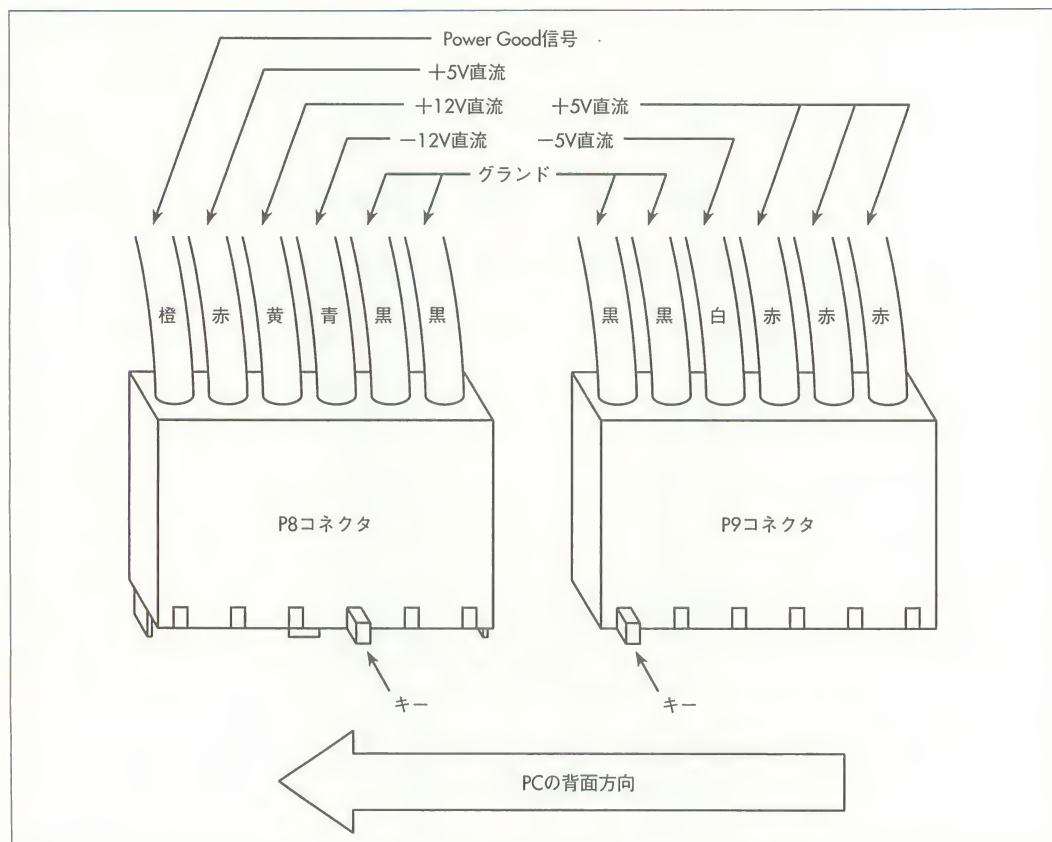 Power Good信号
+5V直流
+12V直流 +5V直流
−12V直流 −5V直流
グランド
橙 赤 黄 青 黒 黒 黒 黒 白 赤 赤 赤
P8コネクタ P9コネクタ
キー キー
PCの背面方向